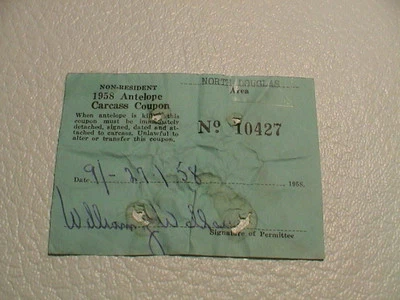 NORTH DOUGLAS
Area
NON-RESIDENT
1958 Antelope
Carcass Coupon
When antelope is killed this
coupon must be immediately
detached, signed, dated and at-
tached to carcass. Unlawful to
alter or transfer this coupon.
No 10427
Date 9/-29/58 1958.
Signature of Permittee